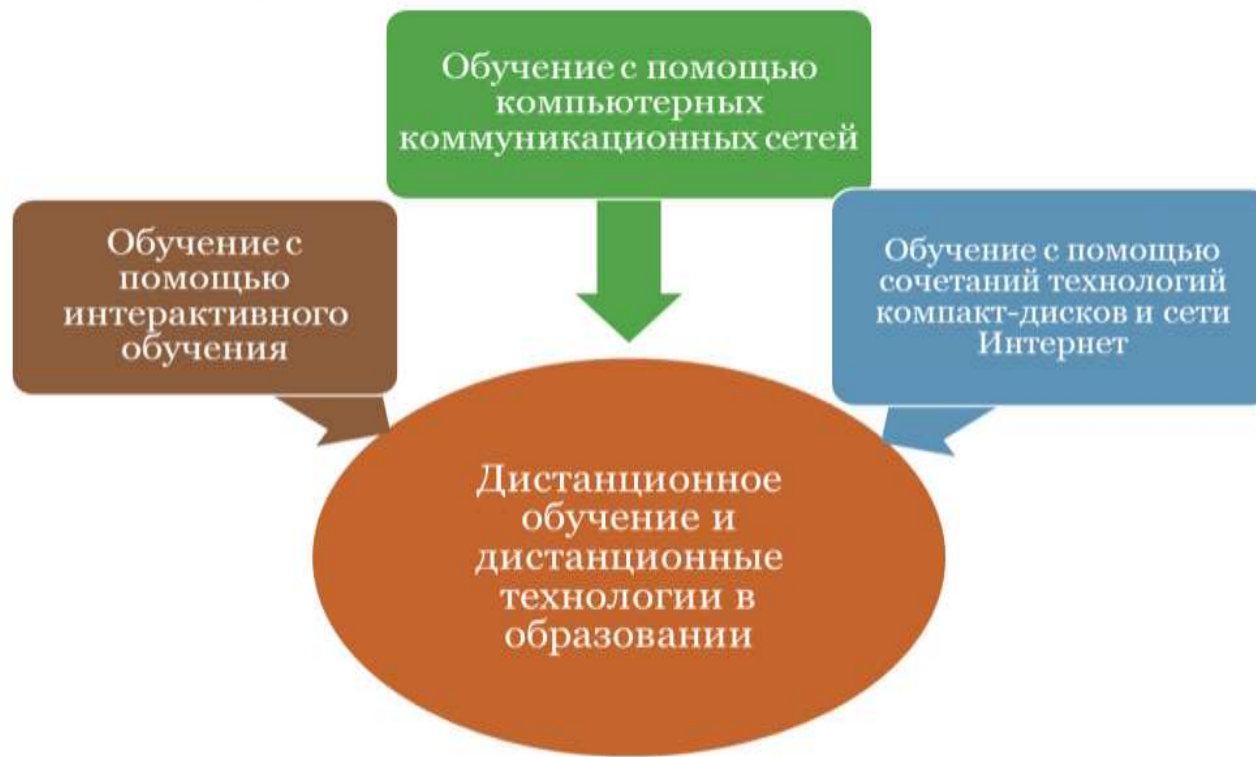 Обучение с помощью
компьютерных
коммуникационных сетей
Обучение с
помощью
интерактивного
обучения
Обучение с помощью
сочетаний технологий
компакт-дисков и сети
Интернет
Дистанционное
обучение и
дистанционные
технологии в
образовании